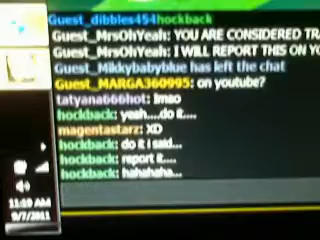 Guest_dibbles454hockback
Guest_MrsOhYeah: YOU ARE CONSIDERED TR
Guest_MrsOhYeah: I WILL REPORT THIS ON Y
Guest_Mikkybabyblue has left the chat
Guest_MARGA360995: on youtube?
tatyana666hot: lmao
hockback: yeah....do it....
magentastarz: XD
hockback: do it i said...
hockback: report it....
hockback: hahahaha...
11:19 AM
9/7/2011